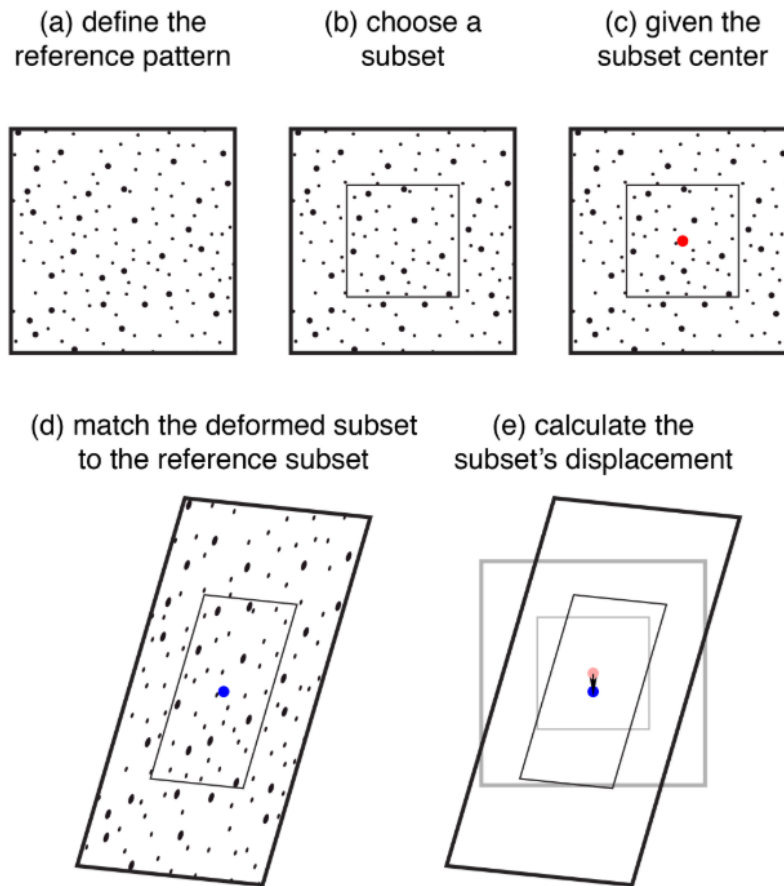 (a) define the
reference pattern
(b) choose a
subset
(c) given the
subset center
(d) match the deformed subset
to the reference subset
(e) calculate the
subset's displacement